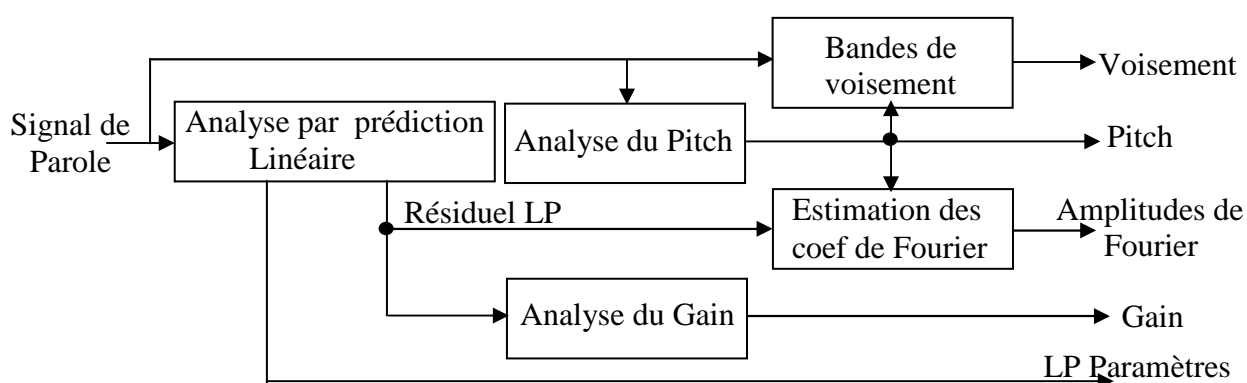 Bandes de
voisement
Voisement
Signal de
Parole
Analyse par prédiction
Linéaire
Analyse du Pitch
Pitch
Résiduel LP
Estimation des
coef de Fourier
Amplitudes de
Fourier
Analyse du Gain
Gain
LP Paramètres